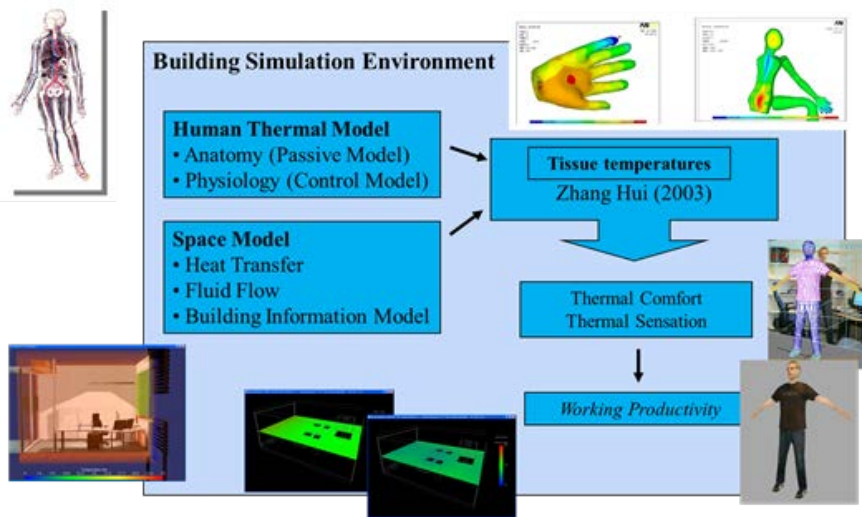 Building Simulation Environment
Human Thermal Model
• Anatomy (Passive Model)
• Physiology (Control Model)
Space Model
• Heat Transfer
• Fluid Flow
• Building Information Model
Tissue temperatures
Zhang Hui (2003)
Thermal Comfort
Thermal Sensation
Working Productivity